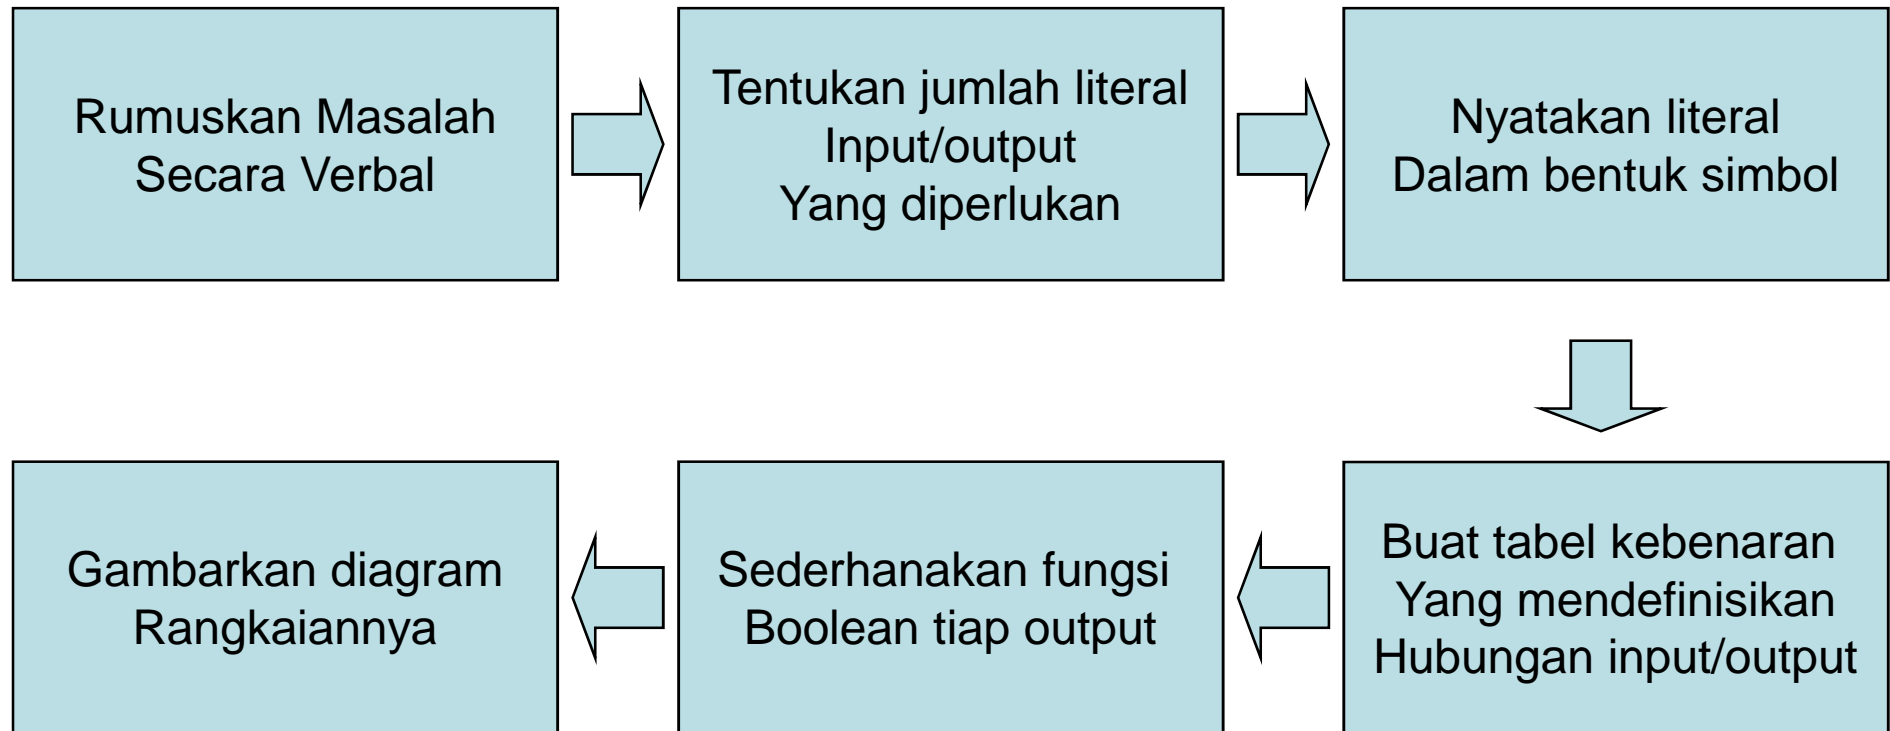 Rumuskan Masalah
Secara Verbal
Tentukan jumlah literal
Input/output
Yang diperlukan
Nyatakan literal
Dalam bentuk simbol
Buat tabel kebenaran
Yang mendefinisikan
Hubungan input/output
Sederhanakan fungsi
Boolean tiap output
Gambarkan diagram
Rangkaiannya